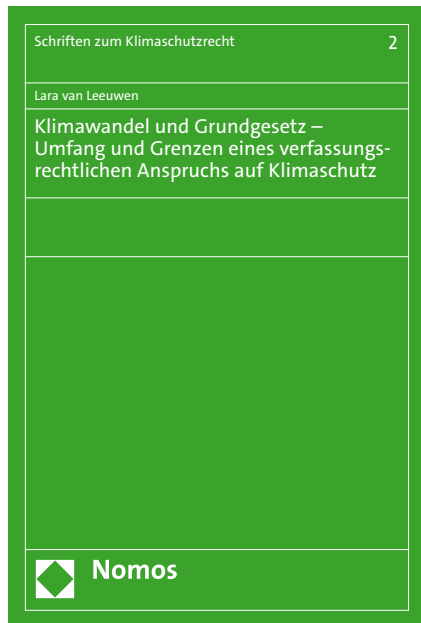 Schriften zum Klimaschutzrecht 2
Lara van Leeuwen
Klimawandel und Grundgesetz –
Umfang und Grenzen eines verfassungs-
rechtlichen Anspruchs auf Klimaschutz
Nomos